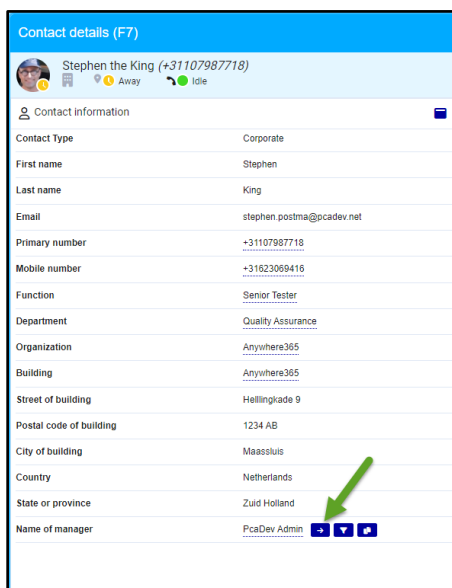 Contact details (F7)
Stephen the King (+31107987718)
Away Idle
Contact information
Contact Type Corporate
First name Stephen
Last name King
Email stephen.postma@pcadev.net
Primary number +31107987718
Mobile number +31623069416
Function Senior Tester
Department Quality Assurance
Organization Anywhere365
Building Anywhere365
Street of building Helllingkade 9
Postal code of building 1234 AB
City of building Maassluis
Country Netherlands
State or province Zuid Holland
Name of manager PcaDev Admin